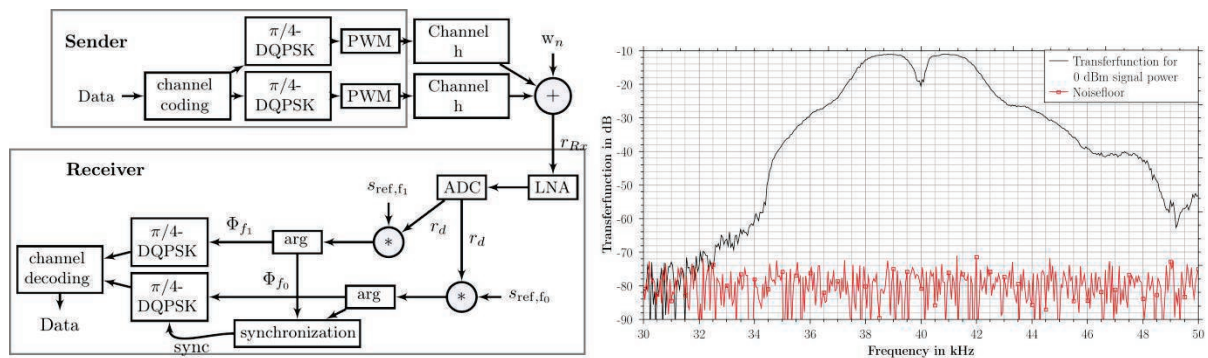 Sender
Data
channel
coding
π/4-
DQPSK
PWM
Channel
h
π/4-
DQPSK
PWM
Channel
h
wₙ
+
r_Rx
Receiver
LNA
ADC
s_ref,f₁
r_d
r_d
*
arg
Φ_f₁
π/4-
DQPSK
channel
decoding
Data
Φ_f₀
π/4-
DQPSK
arg
*
s_ref,f₀
synchronization
sync
Transferfunction in dB
-10
-20
-30
-40
-50
-60
-70
-80
-90
Transferfunction for
0 dBm signal power
Noisefloor
30 32 34 36 38 40 42 44 46 48 50
Frequency in kHz